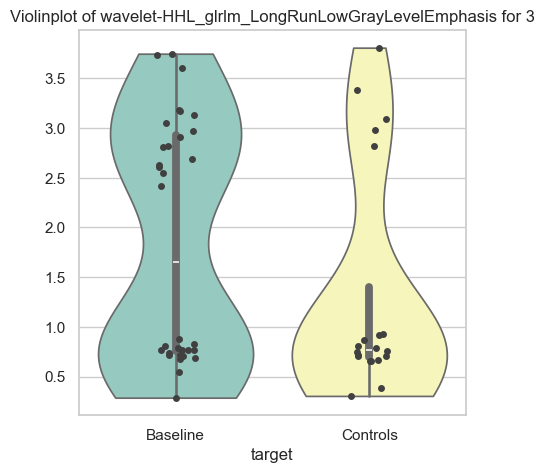 Violinplot of wavelet-HHL_glrlm_LongRunLowGrayLevelEmphasis for 3
3.5
3.0
2.5
2.0
1.5
1.0
0.5
Baseline Controls
target